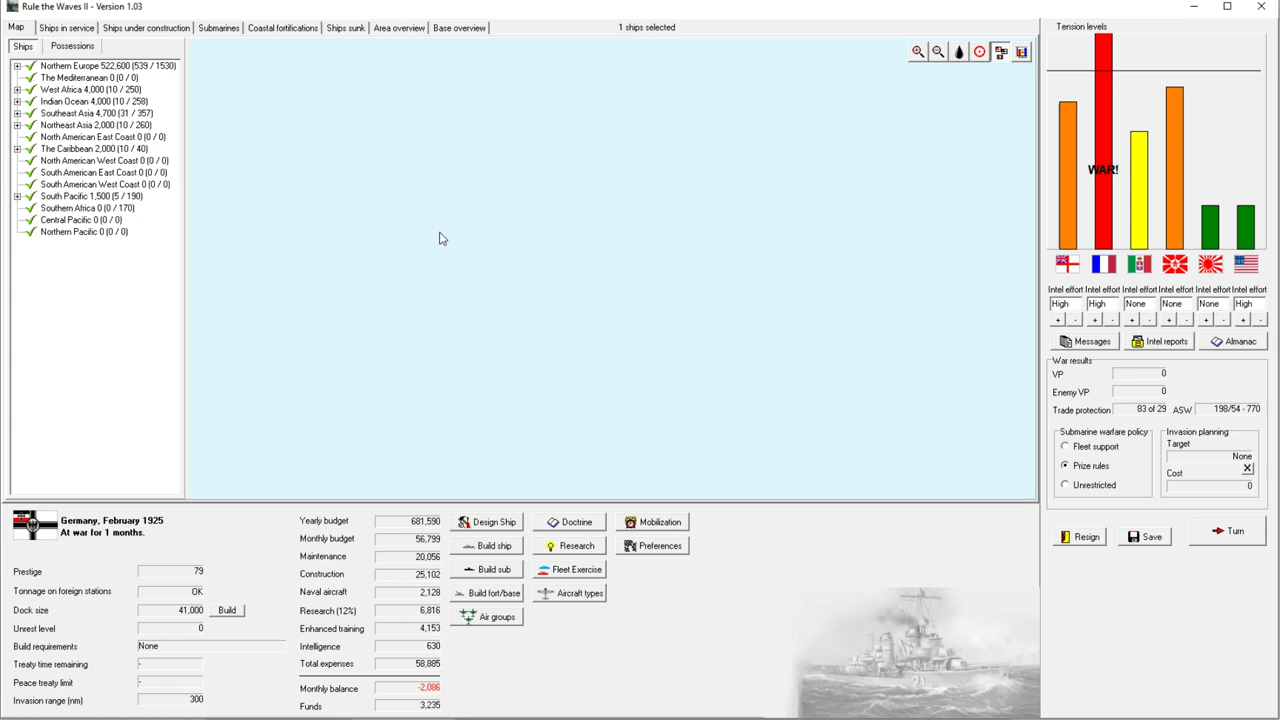 Rule the Waves II - Version 1.03
Map Ships in service Ships under construction Submarines Coastal fortifications Ships sunk Area overview Base overview 1 ships selected
Ships Possessions
Northern Europe 522,600 (539 / 1530)
The Mediterranean 0 (0 / 0)
West Africa 4,000 (10 / 250)
Indian Ocean 4,000 (10 / 258)
Southeast Asia 4,700 (31 / 357)
Northeast Asia 2,000 (10 / 260)
North American East Coast 0 (0 / 0)
The Caribbean 2,000 (10 / 40)
North American West Coast 0 (0 / 0)
South American East Coast 0 (0 / 0)
South American West Coast 0 (0 / 0)
South Pacific 1,500 (5 / 190)
Southern Africa 0 (0 / 170)
Central Pacific 0 (0 / 0)
Northern Pacific 0 (0 / 0)
Tension levels
WAR!
Intel effort Intel effort Intel effort Intel effort Intel effort Intel effort
High High None None None High
+ - + - + - + - + - + -
Messages Intel reports Almanac
War results
VP 0
Enemy VP 0
Trade protection 83 of 29 ASW 198/54 - 770
Submarine warfare policy
Fleet support
Prize rules
Unrestricted
Invasion planning
Target
None
Cost X
0
Resign Save Turn
Germany, February 1925
At war for 1 months.
Prestige 79
Tonnage on foreign stations OK
Dock size 41,000 Build
Unrest level 0
Build requirements None
Treaty time remaining -
Peace treaty limit -
Invasion range (nm) 300
Yearly budget 681,590
Monthly budget 56,799
Maintenance 20,056
Construction 25,102
Naval aircraft 2,128
Research (12%) 6,816
Enhanced training 4,153
Intelligence 630
Total expenses 58,885
Monthly balance -2,086
Funds 3,235
Design Ship Doctrine Mobilization
Build ship Research Preferences
Build sub Fleet Exercise
Build fort/base Aircraft types
Air groups